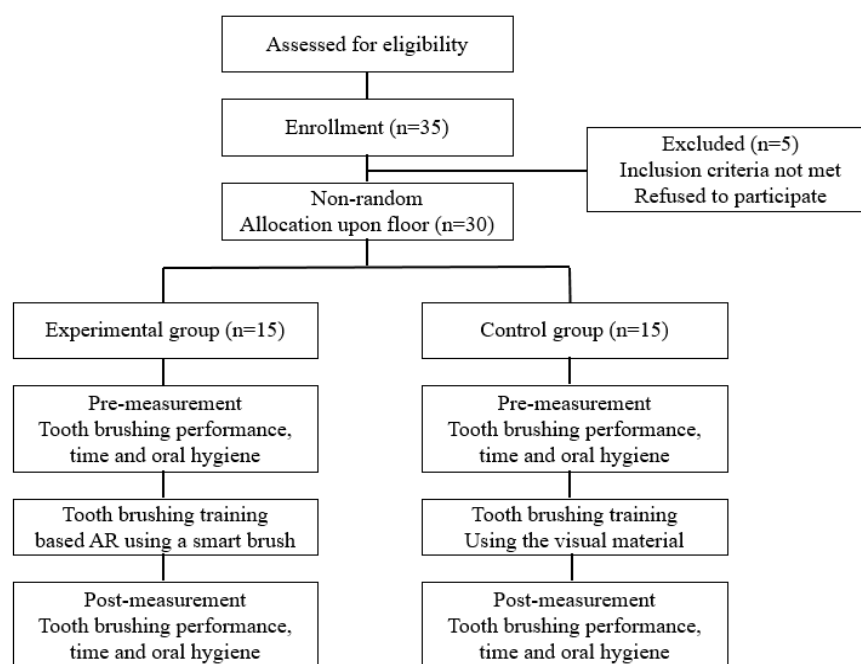 Assessed for eligibility
Enrollment (n=35)
Excluded (n=5)
Inclusion criteria not met
Refused to participate
Non-random
Allocation upon floor (n=30)
Experimental group (n=15)
Control group (n=15)
Pre-measurement
Tooth brushing performance,
time and oral hygiene
Pre-measurement
Tooth brushing performance,
time and oral hygiene
Tooth brushing training
based AR using a smart brush
Tooth brushing training
Using the visual material
Post-measurement
Tooth brushing performance,
time and oral hygiene
Post-measurement
Tooth brushing performance,
time and oral hygiene